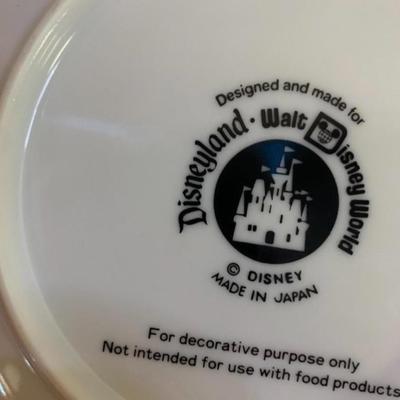 Designed and made for
Disneyland · Walt Disney World
© DISNEY
MADE IN JAPAN
For decorative purpose only
Not intended for use with food products